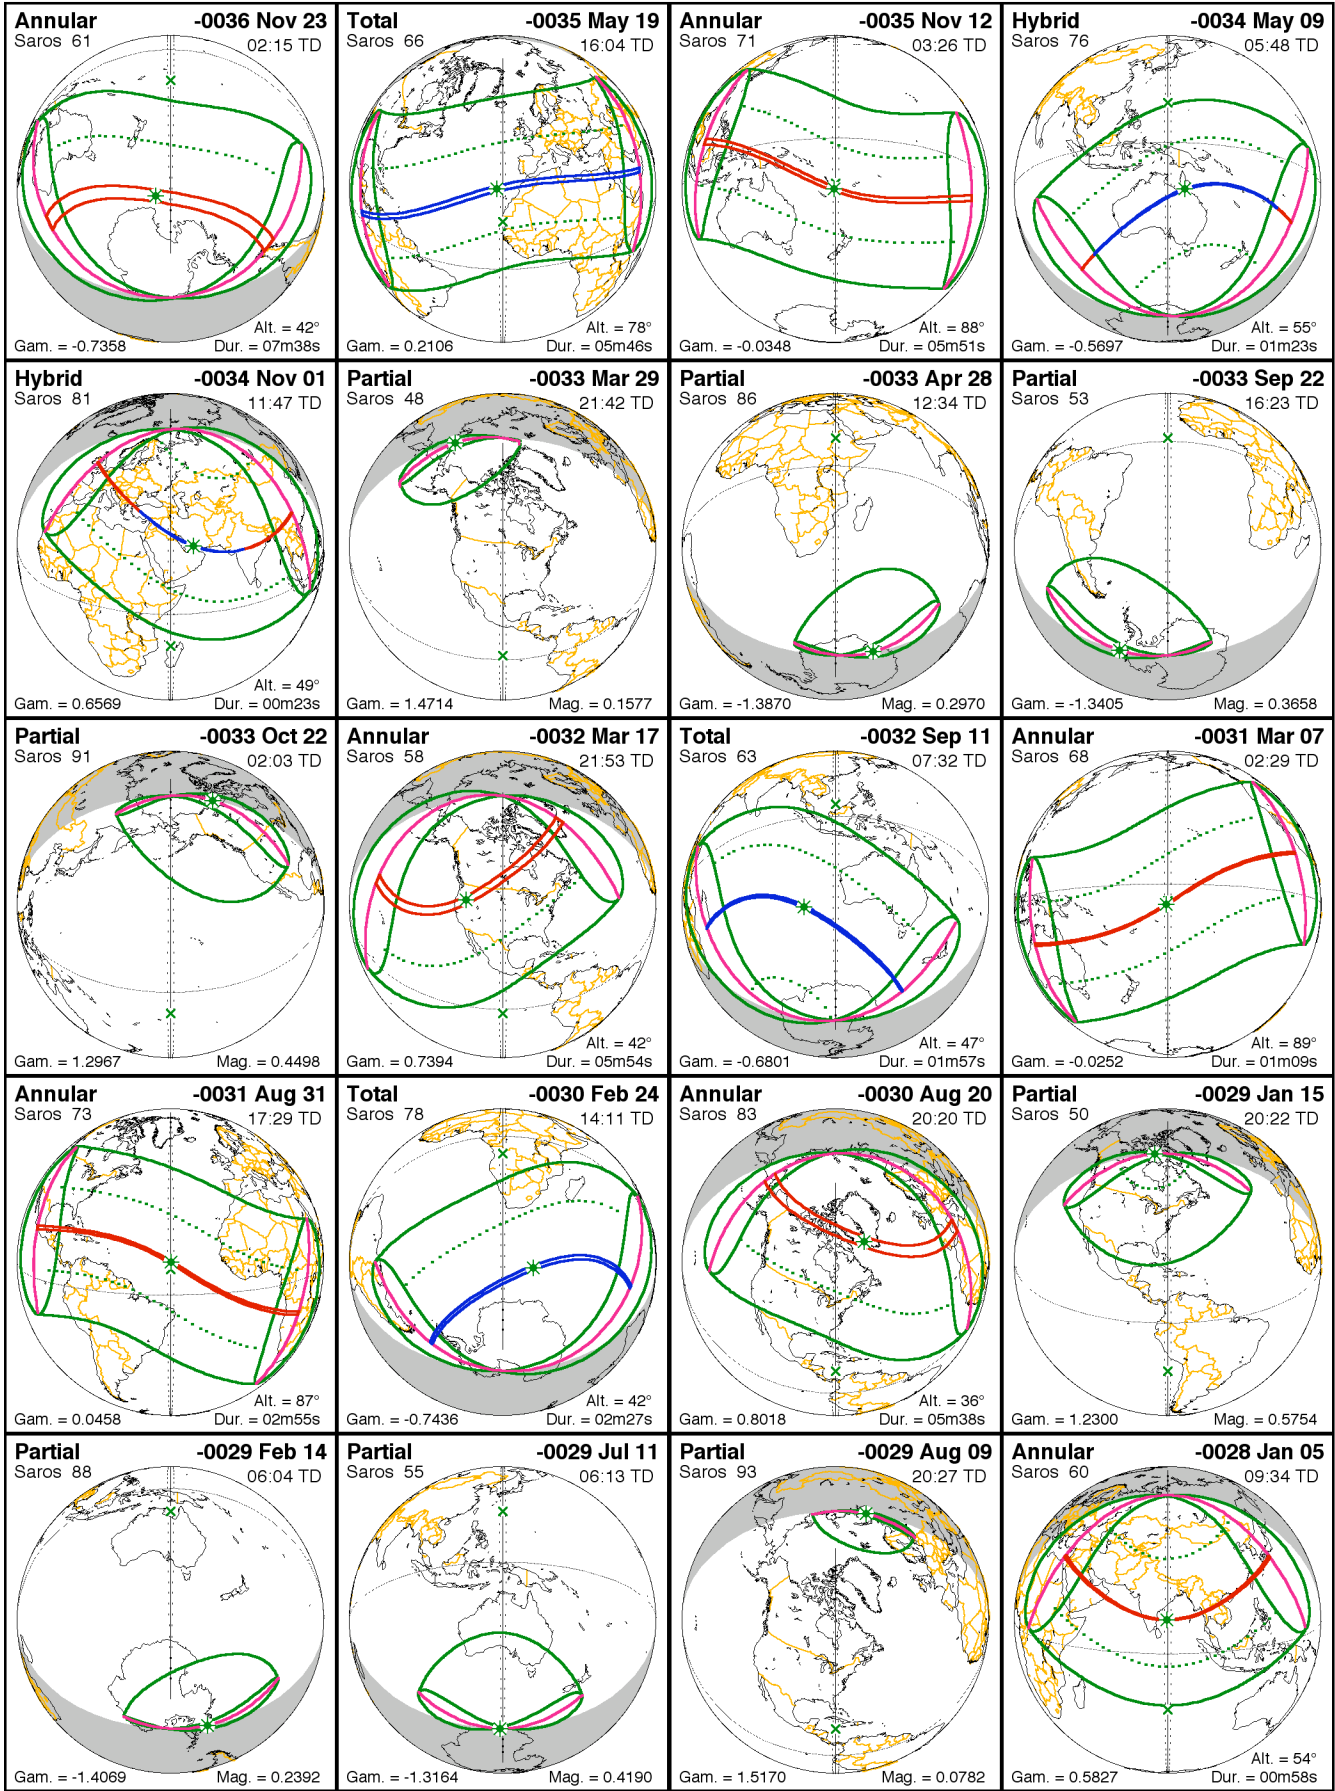 Annular -0036 Nov 23
Saros 61 02:15 TD
Alt. = 42°
Gam. = -0.7358 Dur. = 07m38s
Total -0035 May 19
Saros 66 16:04 TD
Alt. = 78°
Gam. = 0.2106 Dur. = 05m46s
Annular -0035 Nov 12
Saros 71 03:26 TD
Alt. = 88°
Gam. = -0.0348 Dur. = 05m51s
Hybrid -0034 May 09
Saros 76 05:48 TD
Alt. = 55°
Gam. = -0.5697 Dur. = 01m23s
Hybrid -0034 Nov 01
Saros 81 11:47 TD
Alt. = 49°
Gam. = 0.6569 Dur. = 00m23s
Partial -0033 Mar 29
Saros 48 21:42 TD
Gam. = 1.4714 Mag. = 0.1577
Partial -0033 Apr 28
Saros 86 12:34 TD
Gam. = -1.3870 Mag. = 0.2970
Partial -0033 Sep 22
Saros 53 16:23 TD
Gam. = -1.3405 Mag. = 0.3658
Partial -0033 Oct 22
Saros 91 02:03 TD
Gam. = 1.2967 Mag. = 0.4498
Annular -0032 Mar 17
Saros 58 21:53 TD
Alt. = 42°
Gam. = 0.7394 Dur. = 05m54s
Total -0032 Sep 11
Saros 63 07:32 TD
Alt. = 47°
Gam. = -0.6801 Dur. = 01m57s
Annular -0031 Mar 07
Saros 68 02:29 TD
Alt. = 89°
Gam. = -0.0252 Dur. = 01m09s
Annular -0031 Aug 31
Saros 73 17:29 TD
Alt. = 87°
Gam. = 0.0458 Dur. = 02m55s
Total -0030 Feb 24
Saros 78 14:11 TD
Alt. = 42°
Gam. = -0.7436 Dur. = 02m27s
Annular -0030 Aug 20
Saros 83 20:20 TD
Alt. = 36°
Gam. = 0.8018 Dur. = 05m38s
Partial -0029 Jan 15
Saros 50 20:22 TD
Gam. = 1.2300 Mag. = 0.5754
Partial -0029 Feb 14
Saros 88 06:04 TD
Gam. = -1.4069 Mag. = 0.2392
Partial -0029 Jul 11
Saros 55 06:13 TD
Gam. = -1.3164 Mag. = 0.4190
Partial -0029 Aug 09
Saros 93 20:27 TD
Gam. = 1.5170 Mag. = 0.0782
Annular -0028 Jan 05
Saros 60 09:34 TD
Alt. = 54°
Gam. = 0.5827 Dur. = 00m58s